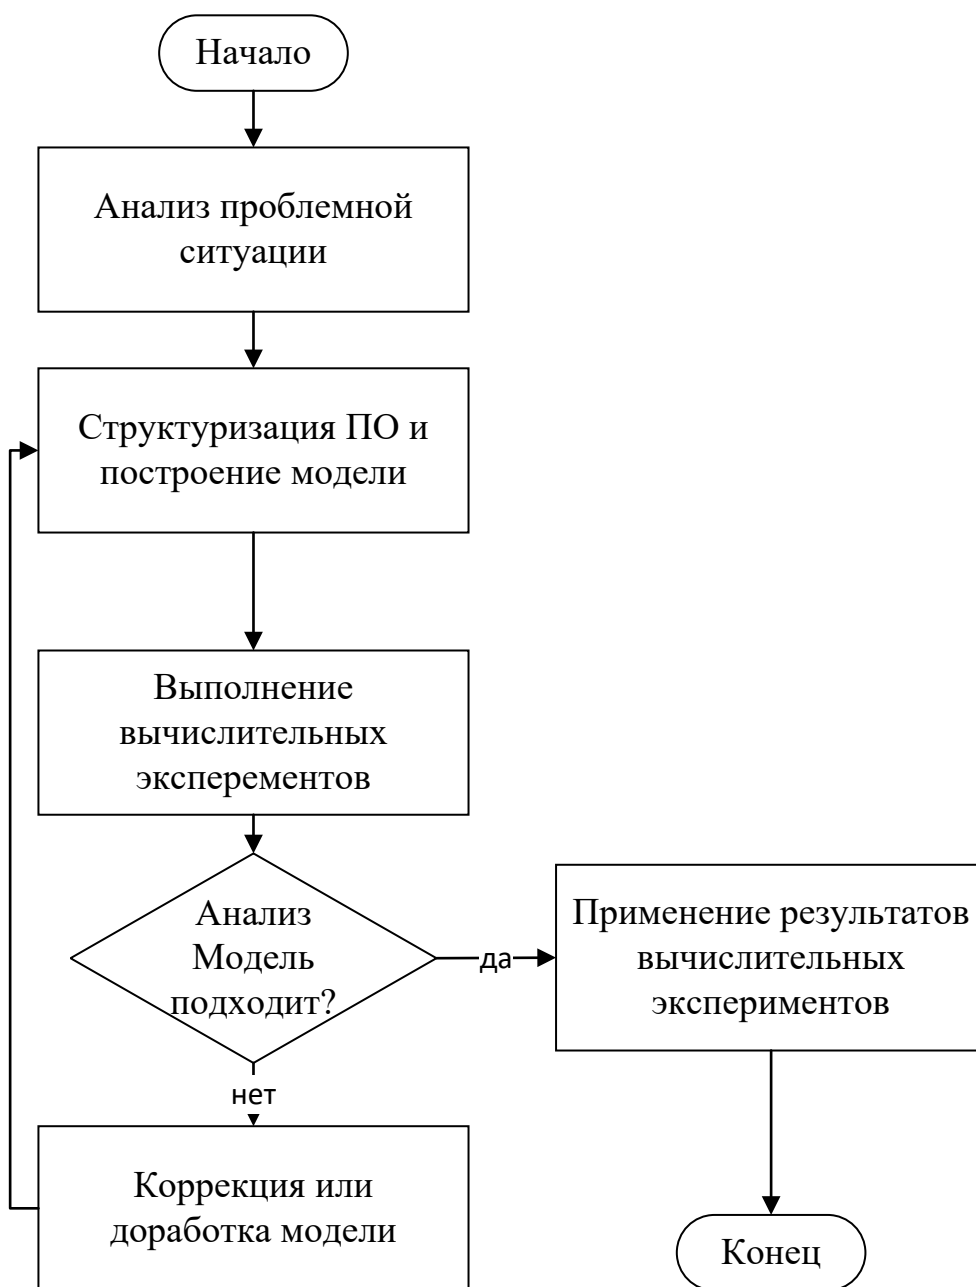 Начало
Анализ проблемной
ситуации
Структуризация ПО и
построение модели
Выполнение
вычислительных
эксперементов
Анализ
Модель
подходит?
да
Применение результатов
вычислительных
экспериментов
нет
Коррекция или
доработка модели
Конец